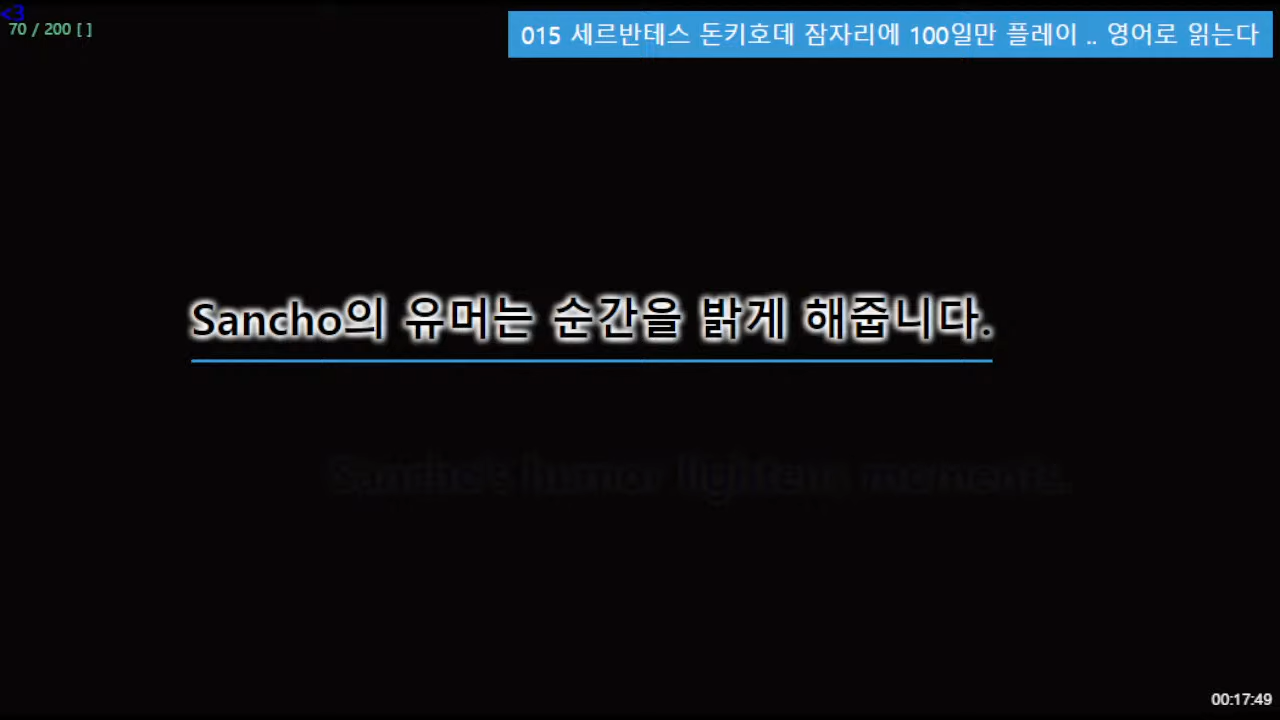 <3
70 / 200 [ ]
015 세르반테스 돈키호데 잠자리에 100일만 플레이 .. 영어로 읽는다
Sancho의 유머는 순간을 밝게 해줍니다.
Sancho's humor lightens moments.
00:17:49